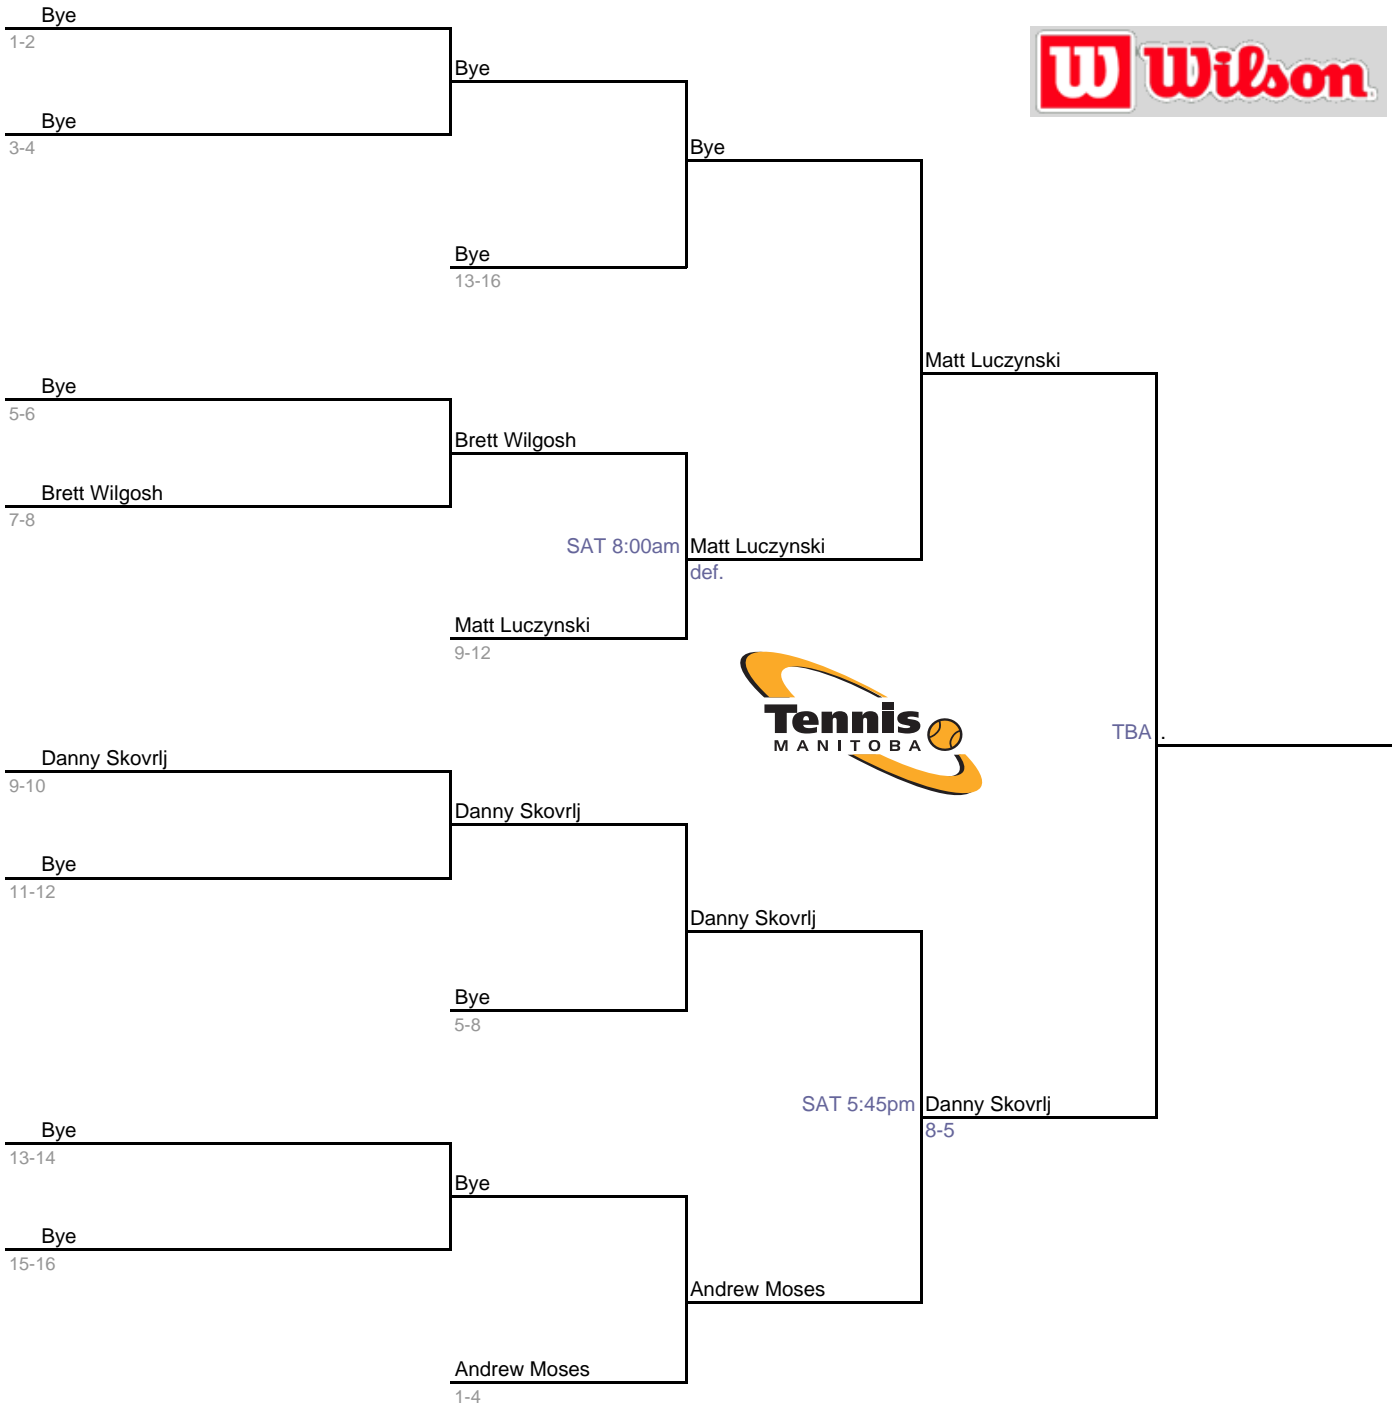 Bye
1-2
W Wilson
Bye
Bye
3-4
Bye
Bye
13-16
Matt Luczynski
Bye
5-6
Brett Wilgosh
Brett Wilgosh
7-8
SAT 8:00am Matt Luczynski
def.
Matt Luczynski
9-12
Tennis
MANITOBA
TBA .
Danny Skovrlj
9-10
Danny Skovrlj
Bye
11-12
Danny Skovrlj
Bye
5-8
SAT 5:45pm Danny Skovrlj
8-5
Bye
13-14
Bye
Bye
15-16
Andrew Moses
Andrew Moses
1-4